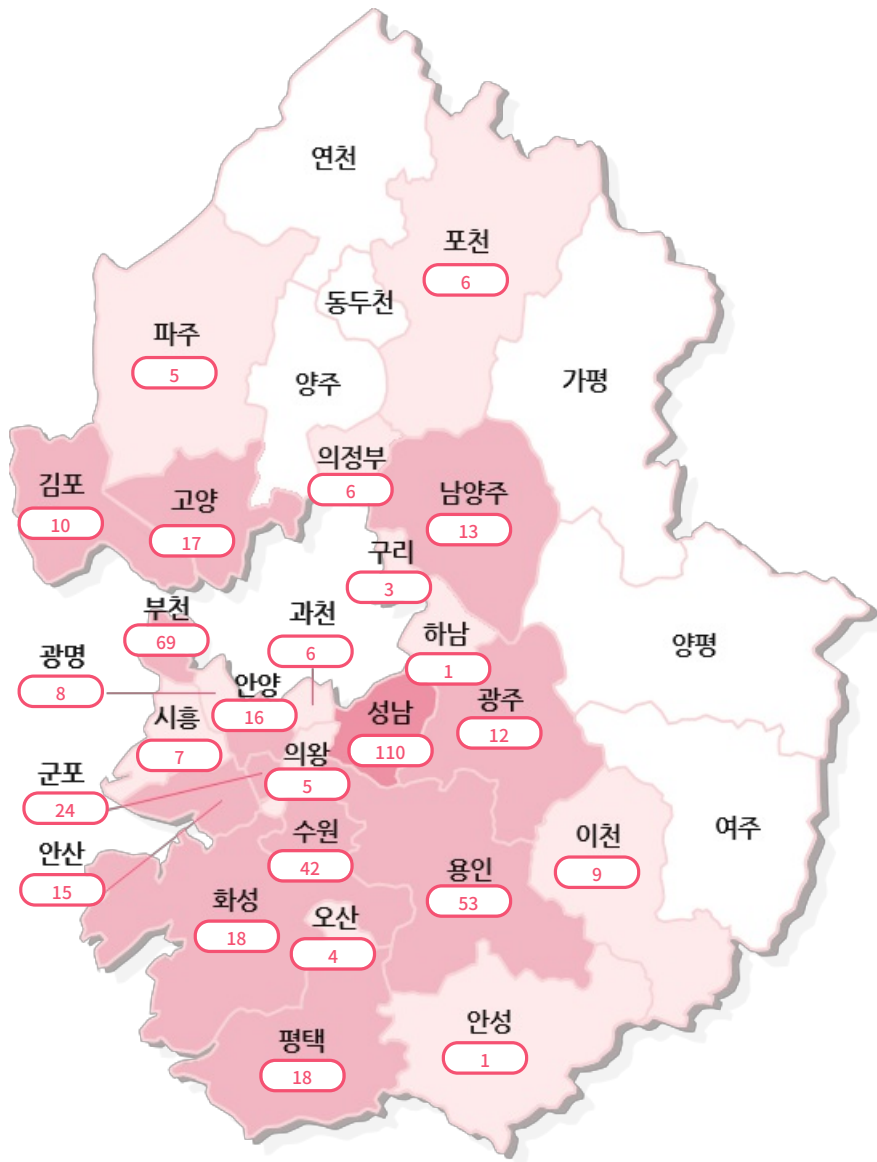 연천
포천
6
동두천
파주
5
양주
가평
의정부
6
김포
10
고양
17
남양주
13
구리
3
부천
69
과천
6
하남
1
양평
광명
8
안양
16
시흥
7
성남
110
광주
12
의왕
5
군포
24
수원
42
이천
9
여주
안산
15
용인
53
화성
18
오산
4
안성
1
평택
18